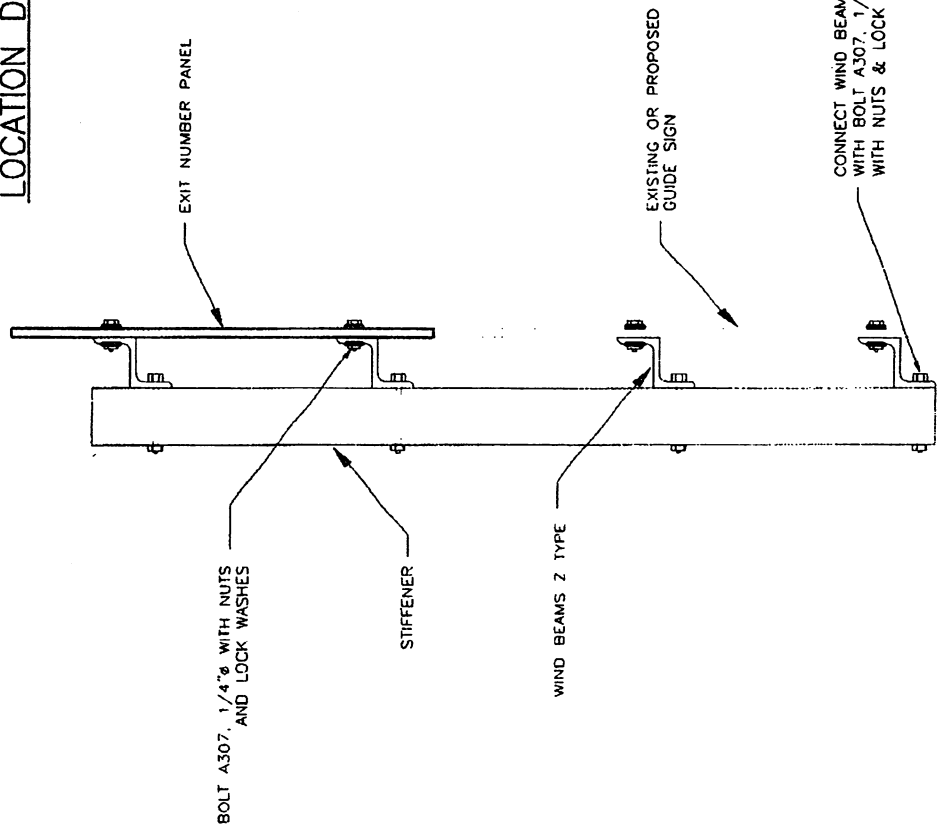 LOCATION D
EXIT NUMBER PANEL
EXISTING OR PROPOSED
GUIDE SIGN
CONNECT WIND BEAM
WITH BOLT A307, 1/
WITH NUTS & LOCK
BOLT A307, 1/4"ø WITH NUTS
AND LOCK WASHES
STIFFENER
WIND BEAMS Z TYPE